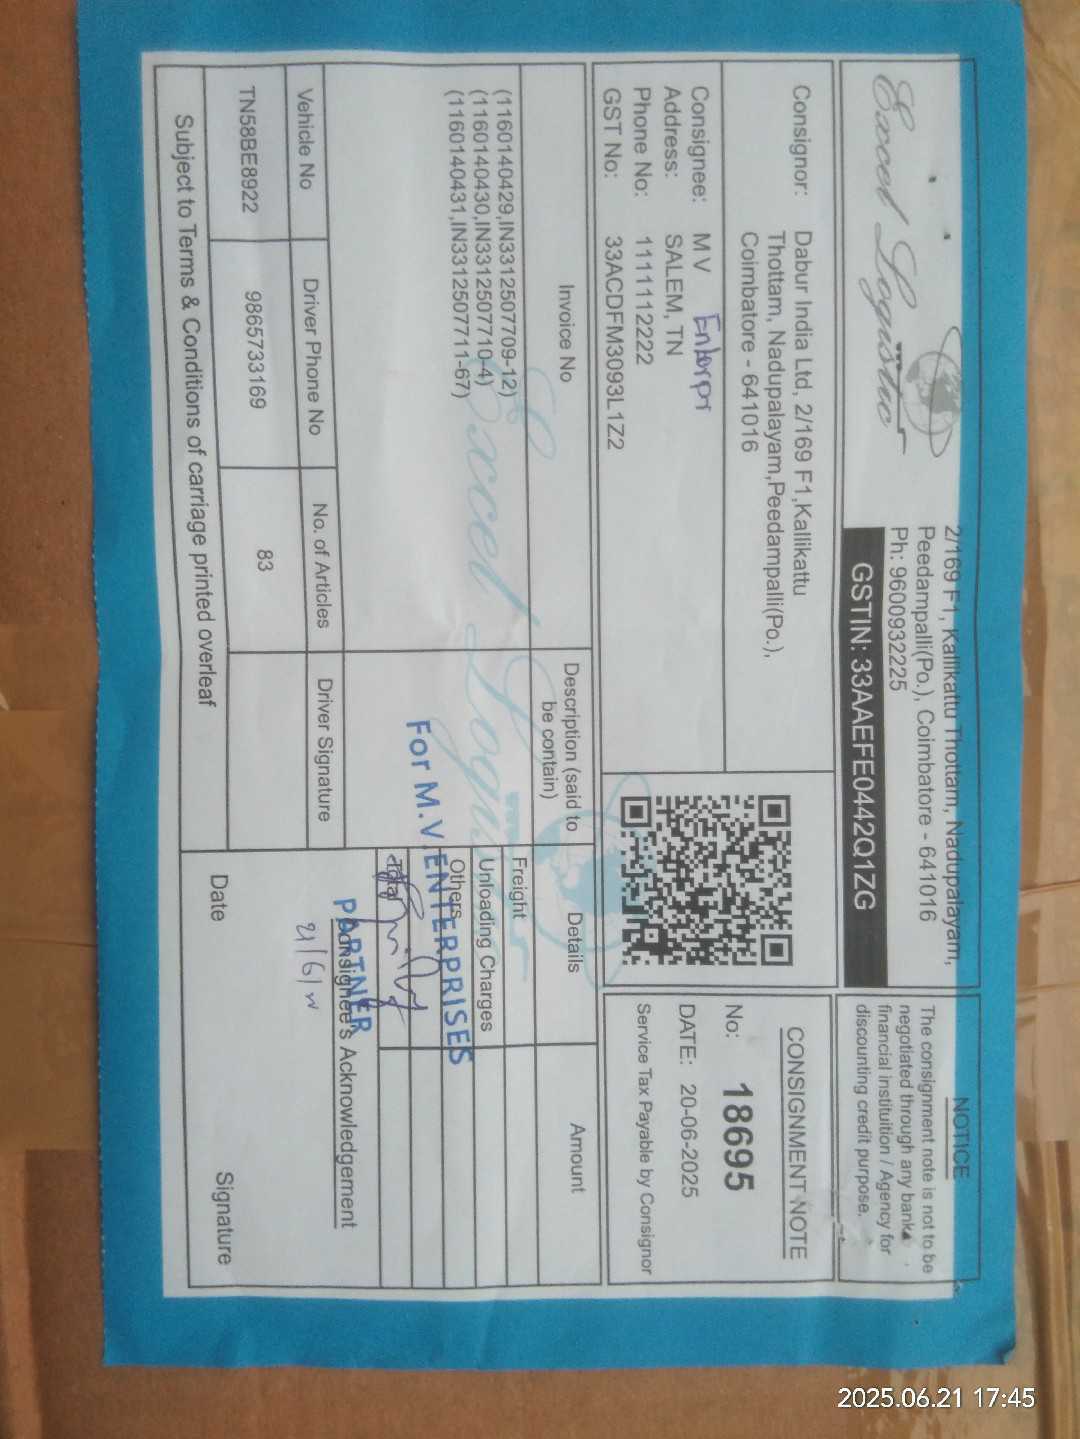 Excel Logistic
2/169 F1, Kallikattu Thottam, Nadupalayam,
Peedampalli(Po.), Coimbatore - 641016
Ph: 9600932225
GSTIN: 33AAEFE0442Q1ZG
NOTICE
The consignment note is not to be
negotiated through any bank
financial instituition / Agency for
discounting credit purpose.
Consignor: Dabur India Ltd, 2/169 F1,Kallikattu
Thottam, Nadupalayam,Peedampalli(Po.),
Coimbatore - 641016
Consignee: M V Enterpr
Address: SALEM, TN
Phone No: 1111112222
GST No: 33ACDFM3093L1Z2
CONSIGNMENT NOTE
No: 18695
DATE: 20-06-2025
Service Tax Payable by Consignor
Invoice No
Description (said to
be contain)
Details
Amount
(1160140429,IN3312507709-12)
(1160140430,IN3312507710-4)
(1160140431,IN3312507711-67)
Excel Logistic
Freight
Unloading Charges
Others
Total
For M.V. ENTERPRISES
PARTNER
Consignee's Acknowledgement
21/6/
Vehicle No
Driver Phone No
No. of Articles
Driver Signature
TN58BE8922
9865733169
83
Date
Signature
Subject to Terms & Conditions of carriage printed overleaf
2025.06.21 17:45